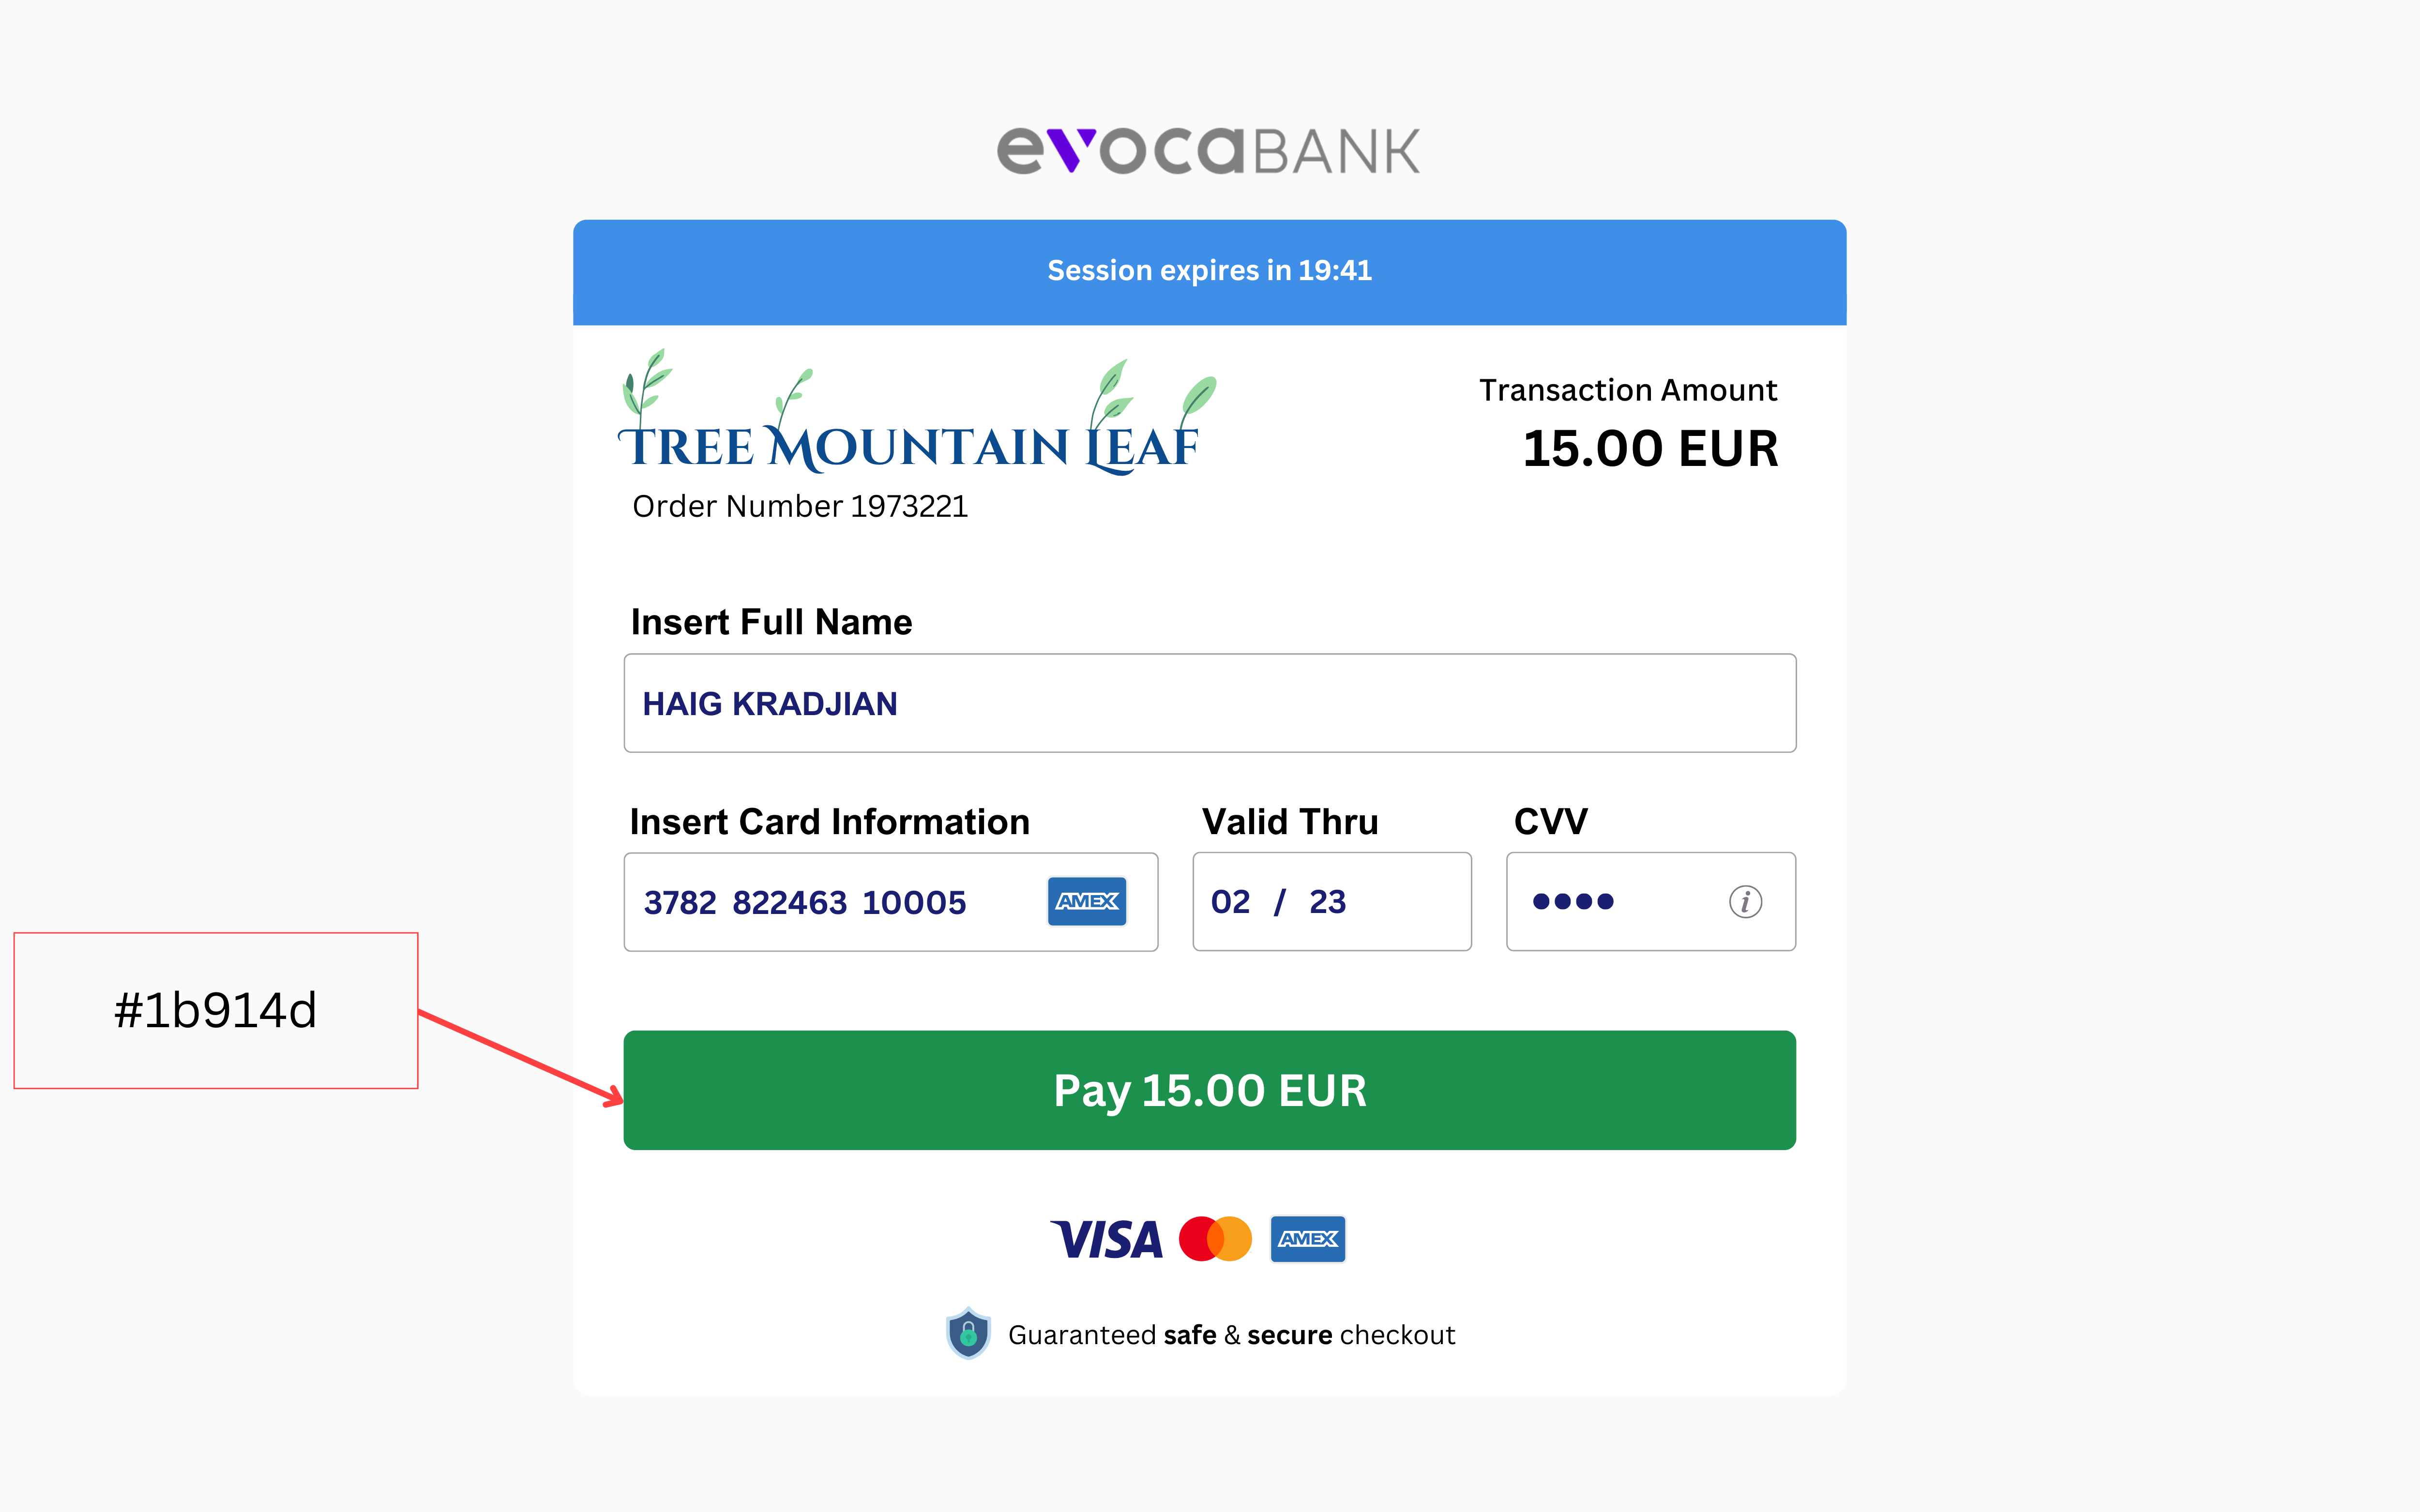 evocaBANK
Session expires in 19:41
TREE MOUNTAIN LEAF
Transaction Amount
15.00 EUR
Order Number 1973221
Insert Full Name
HAIG KRADJIAN
Insert Card Information
Valid Thru
CVV
3782 822463 10005
AMEX
02 / 23
#1b914d
Pay 15.00 EUR
VISA
AMEX
Guaranteed safe & secure checkout